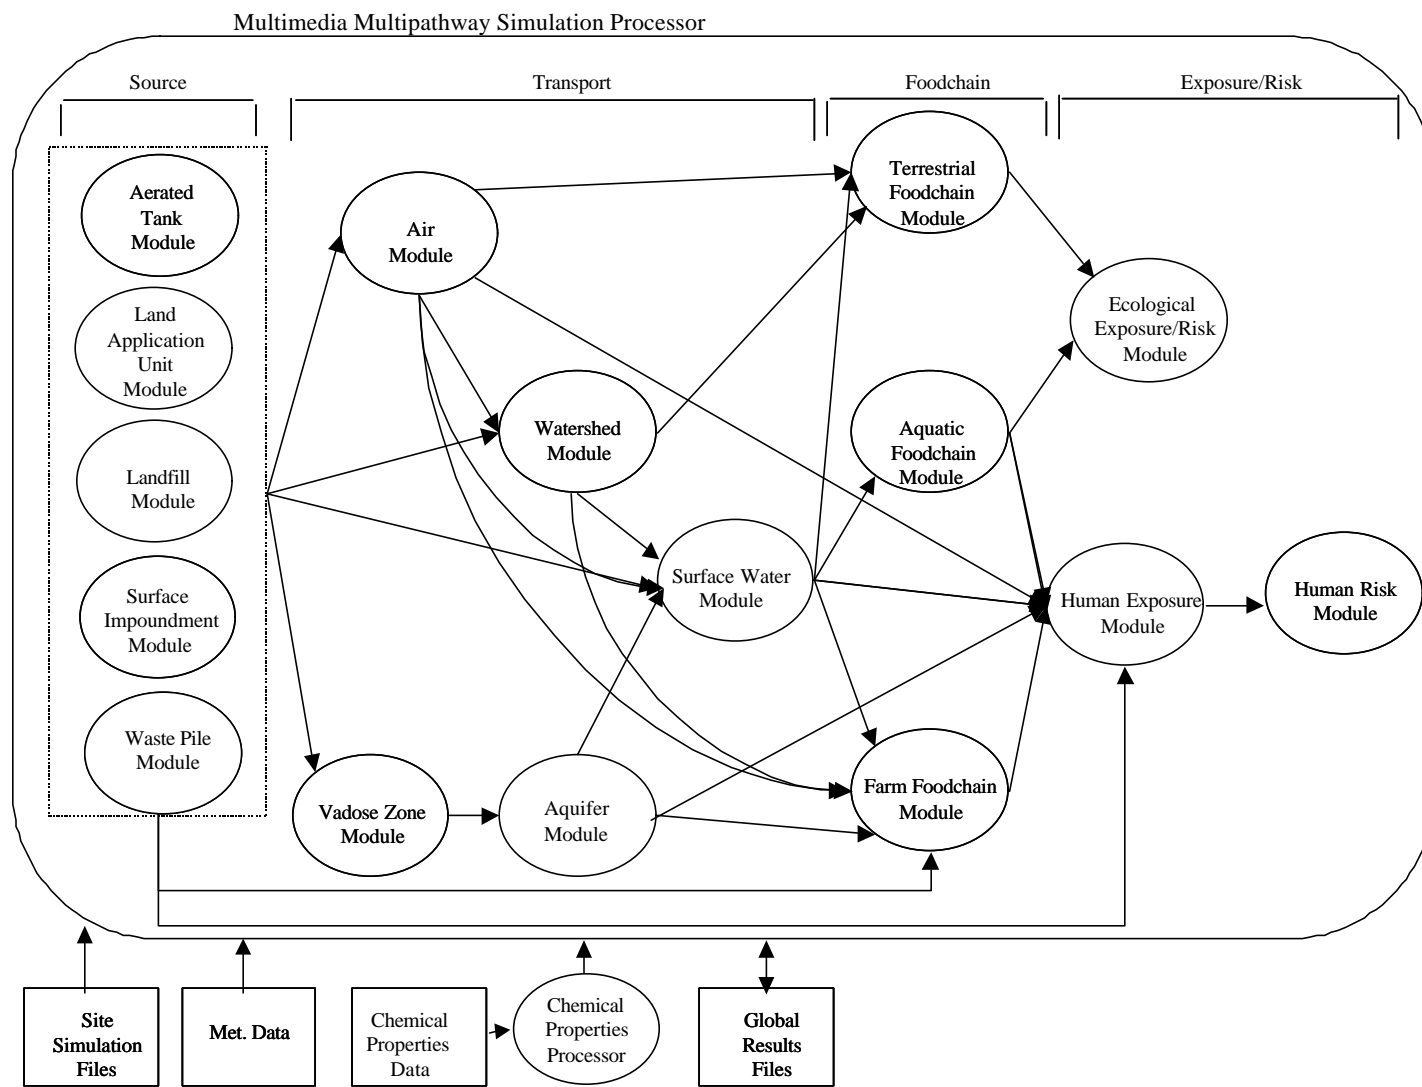 Multimedia Multipathway Simulation Processor
Source
Transport
Foodchain
Exposure/Risk
Aerated
Tank
Module
Land
Application
Unit
Module
Landfill
Module
Surface
Impoundment
Module
Waste Pile
Module
Air
Module
Watershed
Module
Surface Water
Module
Vadose Zone
Module
Aquifer
Module
Terrestrial
Foodchain
Module
Aquatic
Foodchain
Module
Farm Foodchain
Module
Ecological
Exposure/Risk
Module
Human Exposure
Module
Human Risk
Module
Site
Simulation
Files
Met. Data
Chemical
Properties
Data
Chemical
Properties
Processor
Global
Results
Files